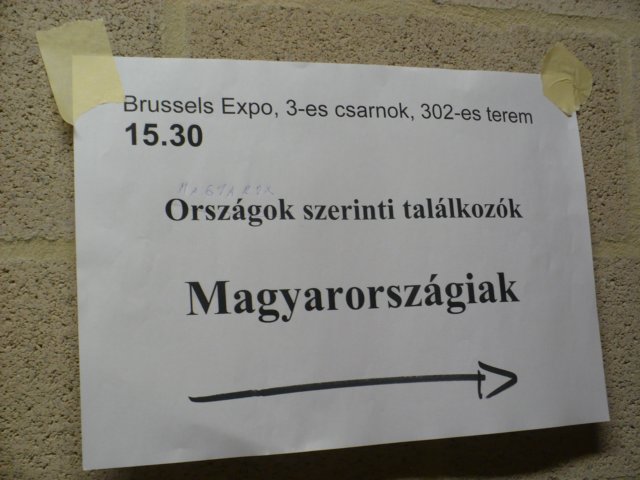 Brussels Expo, 3-es csarnok, 302-es terem
15.30
Országok szerinti találkozók
Magyarországiak